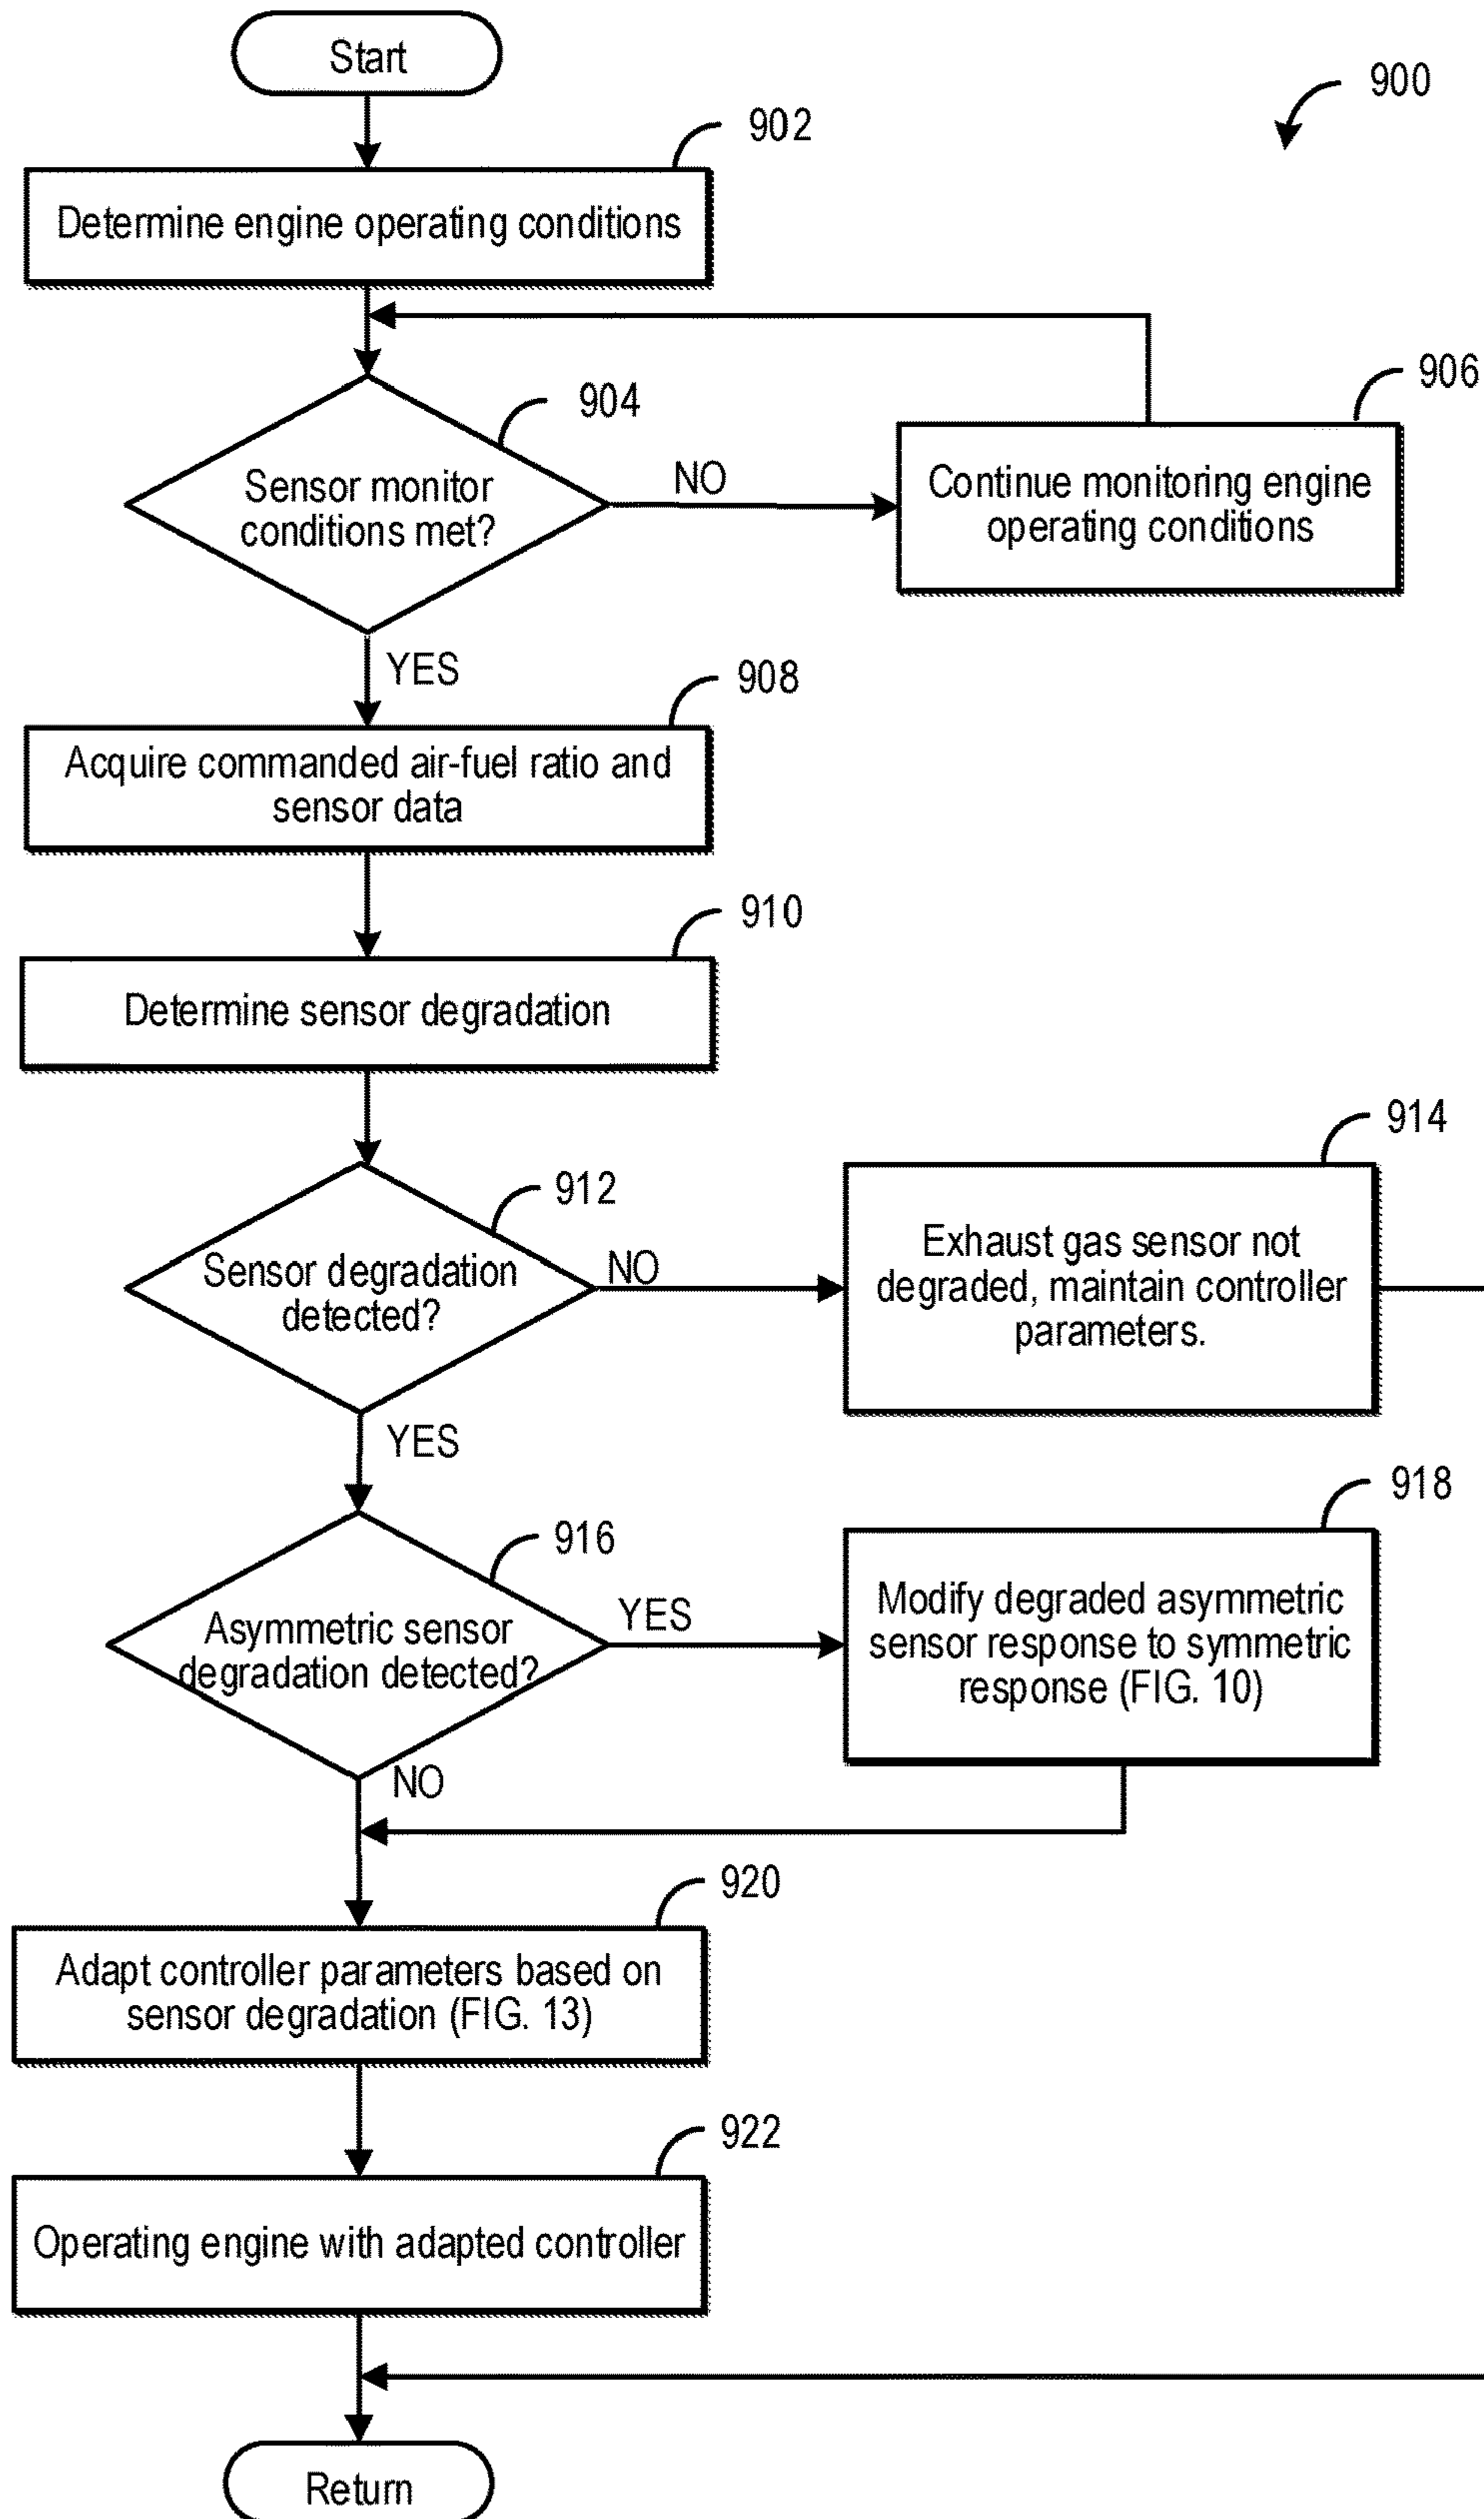 Start
900
902
Determine engine operating conditions
904
906
Sensor monitor
conditions met?
NO
Continue monitoring engine
operating conditions
YES
908
Acquire commanded air-fuel ratio and
sensor data
910
Determine sensor degradation
912
914
Sensor degradation
detected?
NO
Exhaust gas sensor not
degraded, maintain controller
parameters.
YES
916
918
Asymmetric sensor
degradation detected?
YES
Modify degraded asymmetric
sensor response to symmetric
response (FIG. 10)
NO
920
Adapt controller parameters based on
sensor degradation (FIG. 13)
922
Operating engine with adapted controller
Return